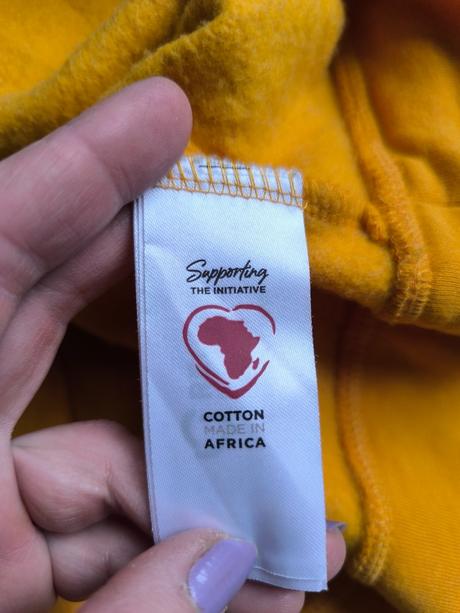 Supporting
THE INITIATIVE
COTTON
MADE IN
AFRICA